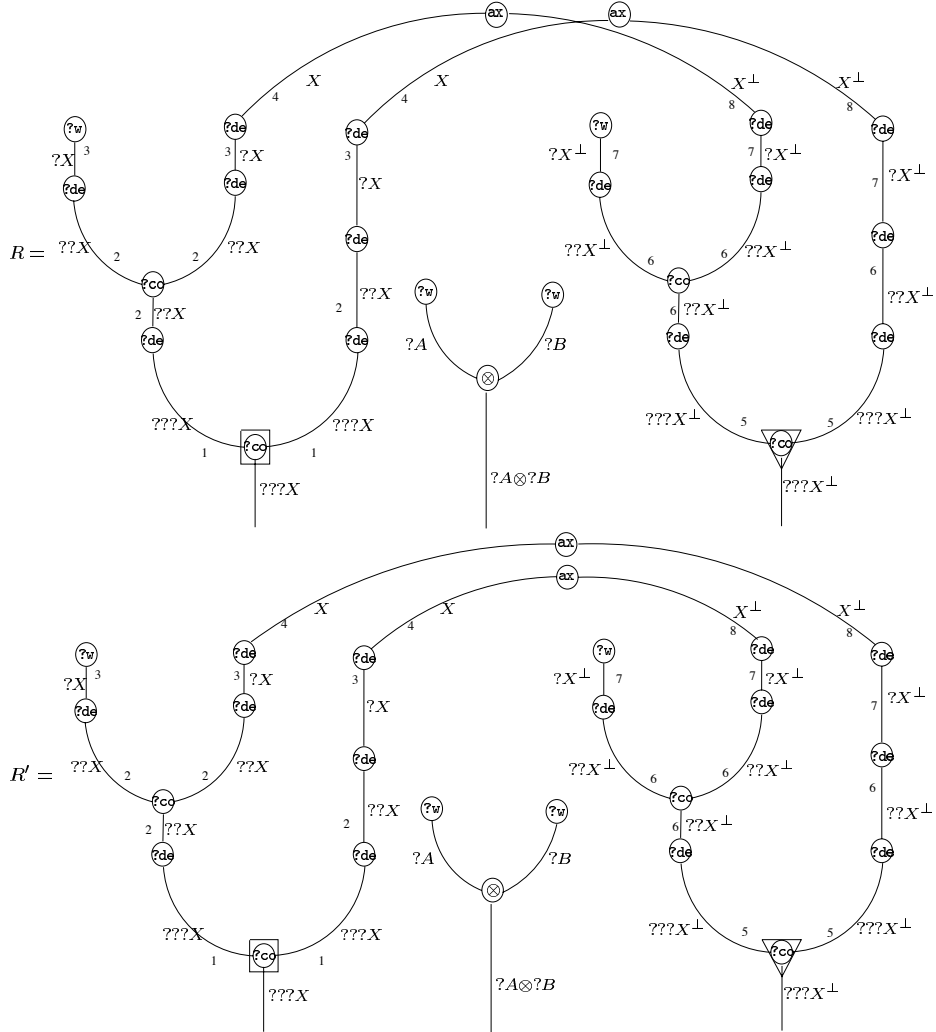 ax ax
X X X⊥ X⊥
4 4 8 8
?w ?de ?de ?w ?de ?de
?X 3 3 ?X 3 ?X⊥ 7 7 ?X⊥ ?X⊥
?de ?de ?X ?de ?de 7
R = ??X 2 2 ??X ?de ??X⊥ 6 6 ??X⊥ ?de
?co ?w ?w ?co 6
2 ??X 2 ??X 6 ??X⊥ ??X⊥
?de ?de ?A ?B ?de ?de
⊗
???X ???X ???X⊥ 5 5 ???X⊥
1 ?co 1 ?co
???X ?A⊗?B ???X⊥
ax
ax
X X X⊥ X⊥
4 4 8 8
?w ?de ?de ?w ?de ?de
?X 3 3 ?X 3 ?X⊥ 7 7 ?X⊥ ?X⊥
?de ?de ?X ?de ?de 7
R′ = ??X 2 2 ??X ?de ??X⊥ 6 6 ??X⊥ ?de
?co ?w ?w ?co 6
2 ??X 2 ??X 6 ??X⊥ ??X⊥
?de ?de ?A ?B ?de ?de
⊗
???X ???X ???X⊥ 5 5 ???X⊥
1 ?co 1 ?co
???X ?A⊗?B ???X⊥